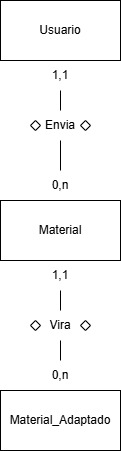 Usuario
1,1
Envia
0,n
Material
1,1
Vira
0,n
Material_Adaptado